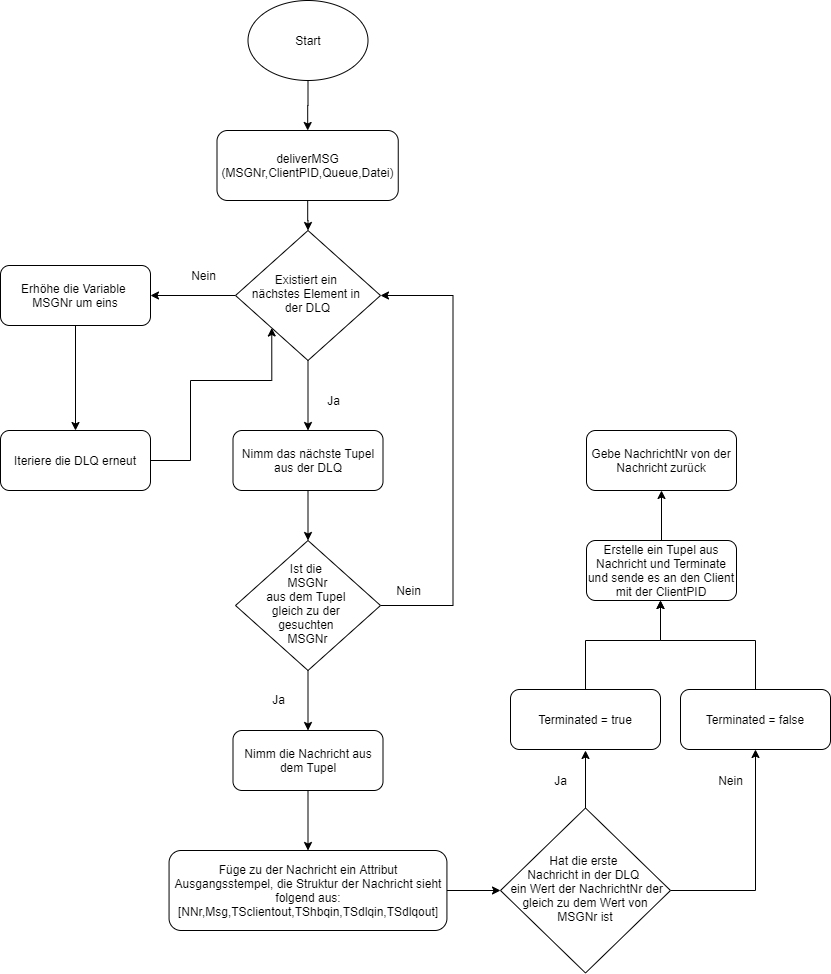 Start
deliverMSG
(MSGNr,ClientPID,Queue,Datei)
Nein
Existiert ein
nächstes Element in
der DLQ
Erhöhe die Variable
MSGNr um eins
Ja
Iteriere die DLQ erneut
Nimm das nächste Tupel
aus der DLQ
Ist die
MSGNr
aus dem Tupel
gleich zu der
gesuchten
MSGNr
Nein
Ja
Nimm die Nachricht aus
dem Tupel
Füge zu der Nachricht ein Attribut
Ausgangsstempel, die Struktur der Nachricht sieht
folgend aus:
[NNr,Msg,TSclientout,TShbqin,TSdlqin,TSdlqout]
Hat die erste
Nachricht in der DLQ
ein Wert der NachrichtNr der
gleich zu dem Wert von
MSGNr ist
Ja
Nein
Terminated = true
Terminated = false
Erstelle ein Tupel aus
Nachricht und Terminate
und sende es an den Client
mit der ClientPID
Gebe NachrichtNr von der
Nachricht zurück